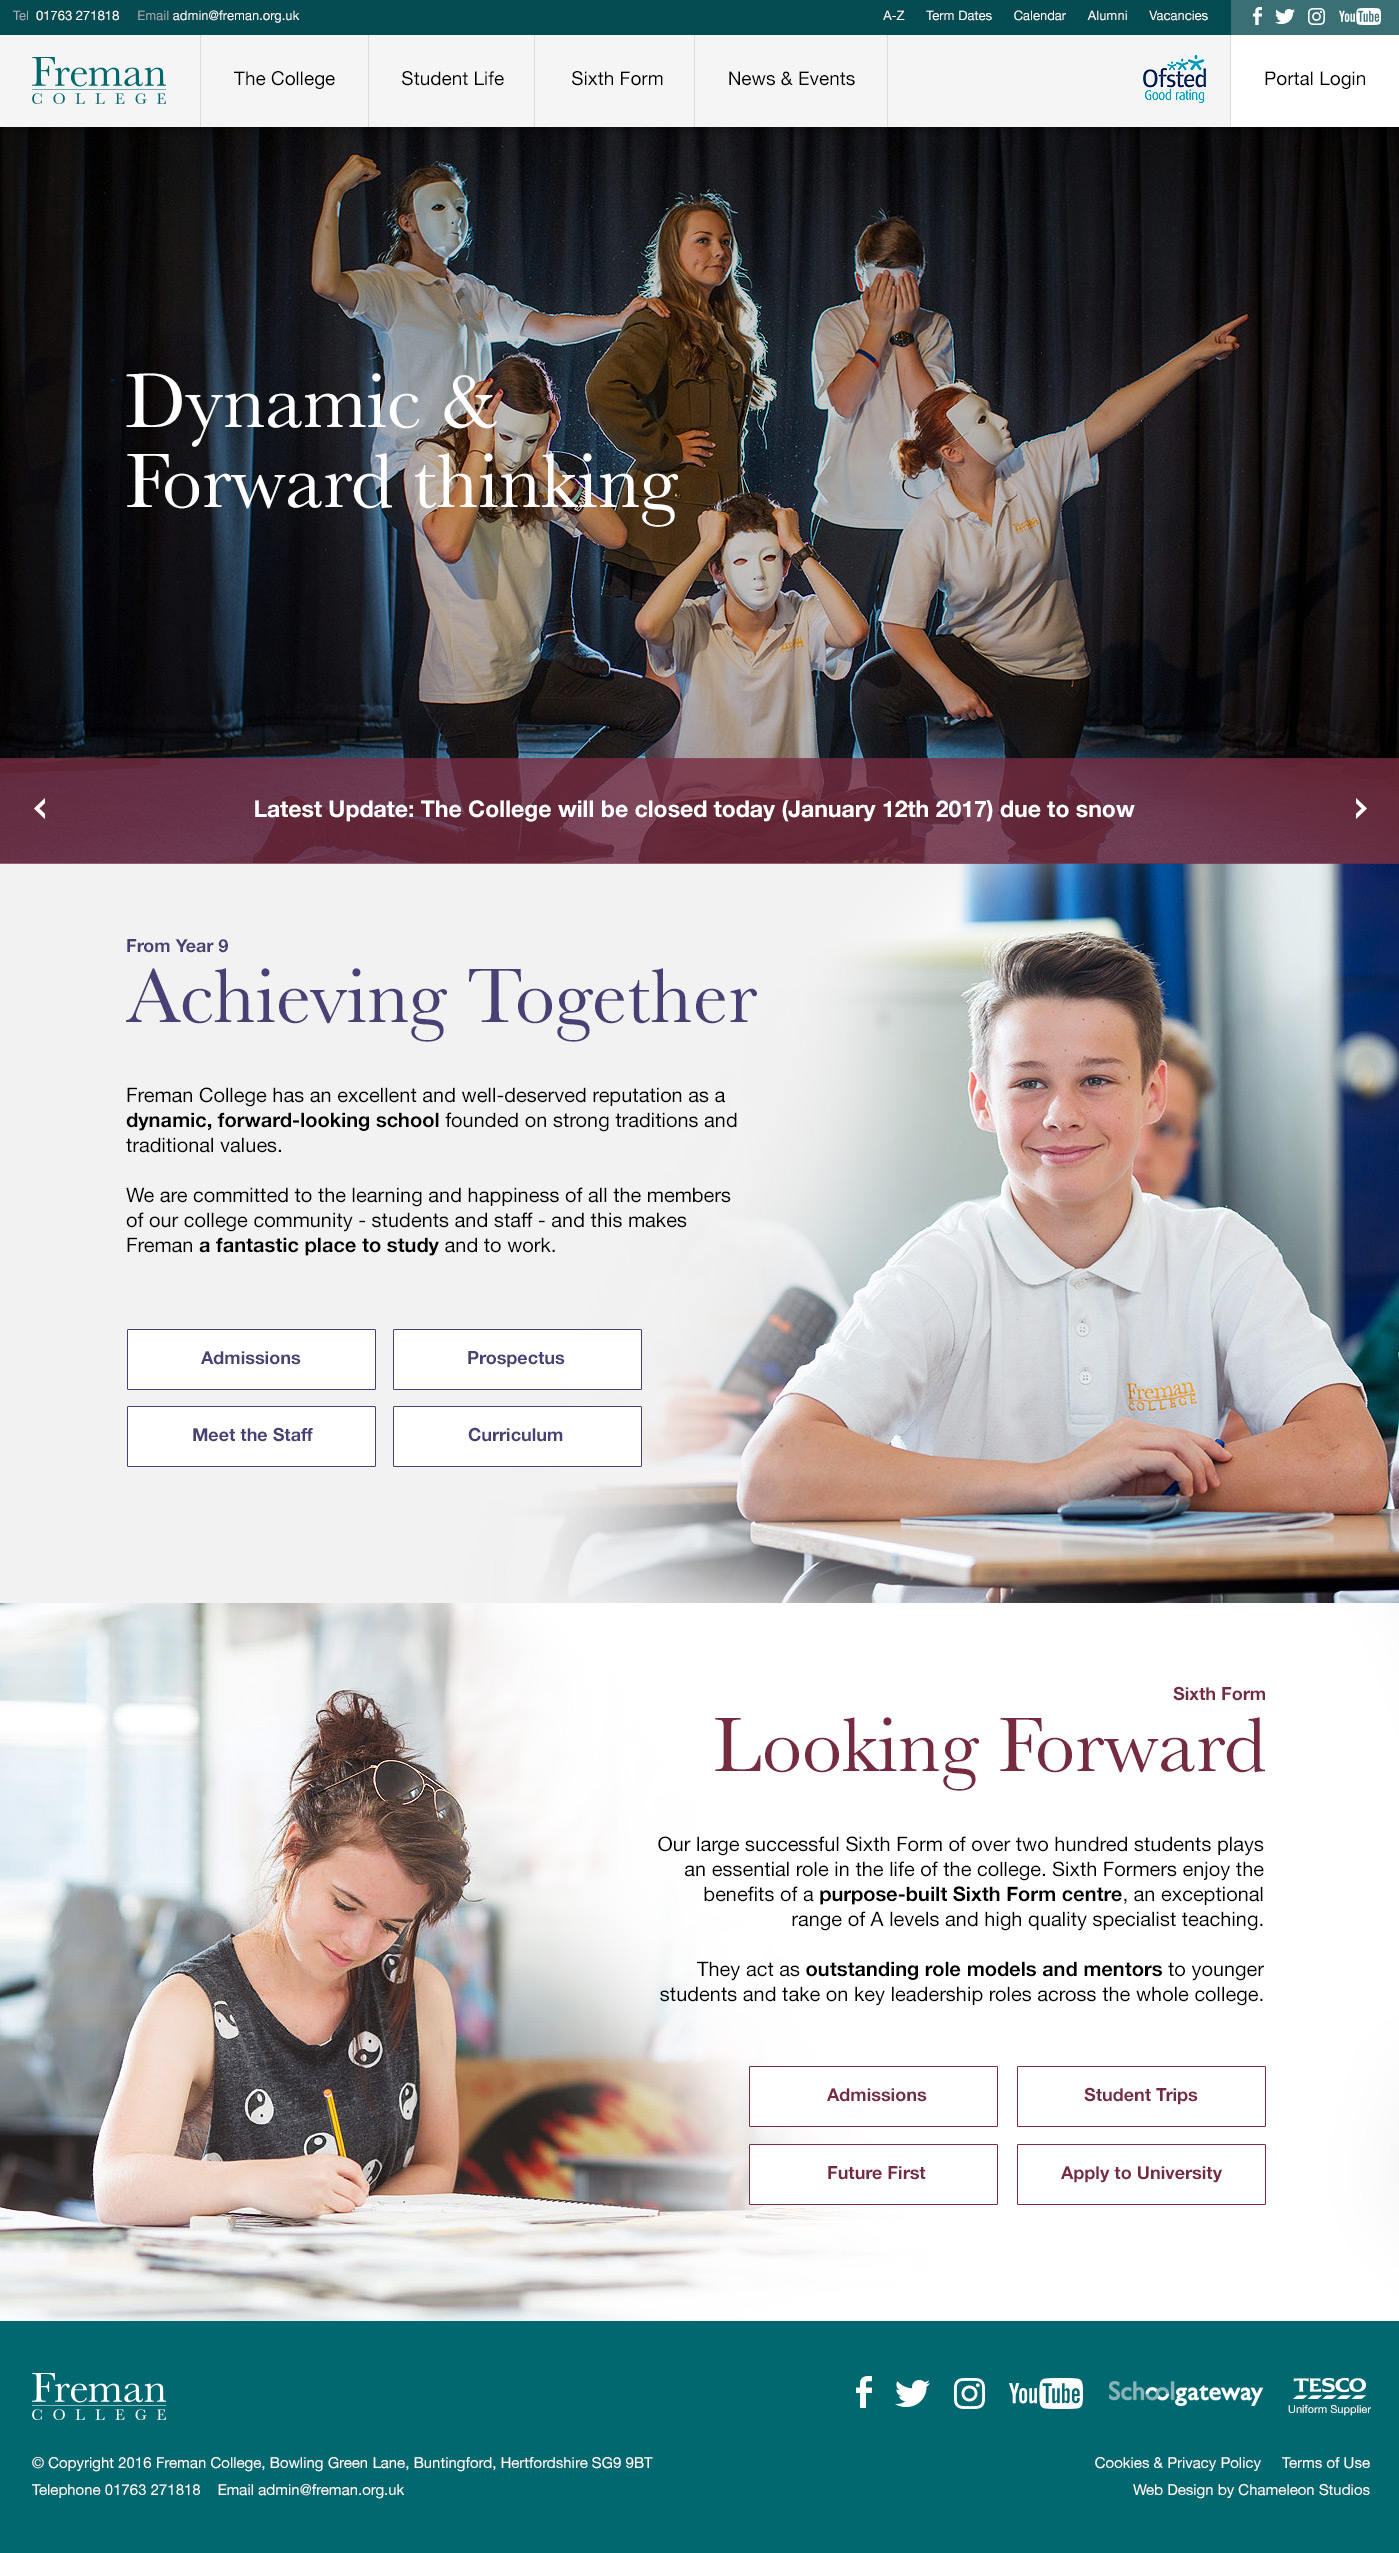 Tel 01763 271818 Email admin@freman.org.uk
A-Z Term Dates Calendar Alumni Vacancies
YouTube
Freman
COLLEGE
The College
Student Life
Sixth Form
News & Events
Ofsted
Good rating
Portal Login
Dynamic &
Forward thinking
Latest Update: The College will be closed today (January 12th 2017) due to snow
From Year 9
Achieving Together
Freman College has an excellent and well-deserved reputation as a
dynamic, forward-looking school founded on strong traditions and
traditional values.
We are committed to the learning and happiness of all the members
of our college community - students and staff - and this makes
Freman a fantastic place to study and to work.
Admissions
Prospectus
Meet the Staff
Curriculum
Freman
COLLEGE
Sixth Form
Looking Forward
Our large successful Sixth Form of over two hundred students plays
an essential role in the life of the college. Sixth Formers enjoy the
benefits of a purpose-built Sixth Form centre, an exceptional
range of A levels and high quality specialist teaching.
They act as outstanding role models and mentors to younger
students and take on key leadership roles across the whole college.
Admissions
Student Trips
Future First
Apply to University
Freman
COLLEGE
YouTube
Schoolgateway
TESCO
Uniform Supplier
© Copyright 2016 Freman College, Bowling Green Lane, Buntingford, Hertfordshire SG9 9BT
Telephone 01763 271818 Email admin@freman.org.uk
Cookies & Privacy Policy Terms of Use
Web Design by Chameleon Studios